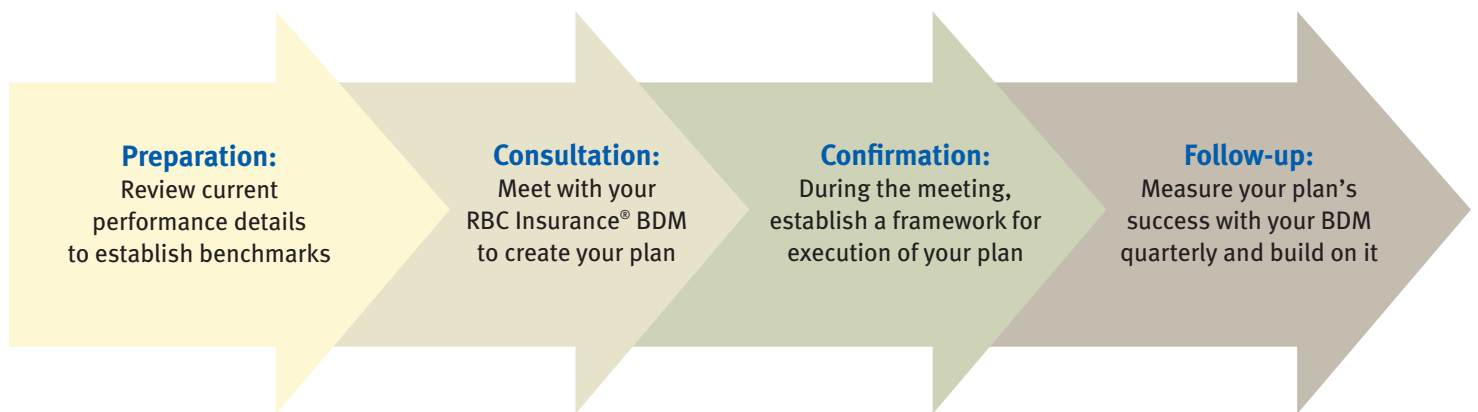 Preparation:
Review current
performance details
to establish benchmarks
Consultation:
Meet with your
RBC Insurance® BDM
to create your plan
Confirmation:
During the meeting,
establish a framework for
execution of your plan
Follow-up:
Measure your plan’s
success with your BDM
quarterly and build on it